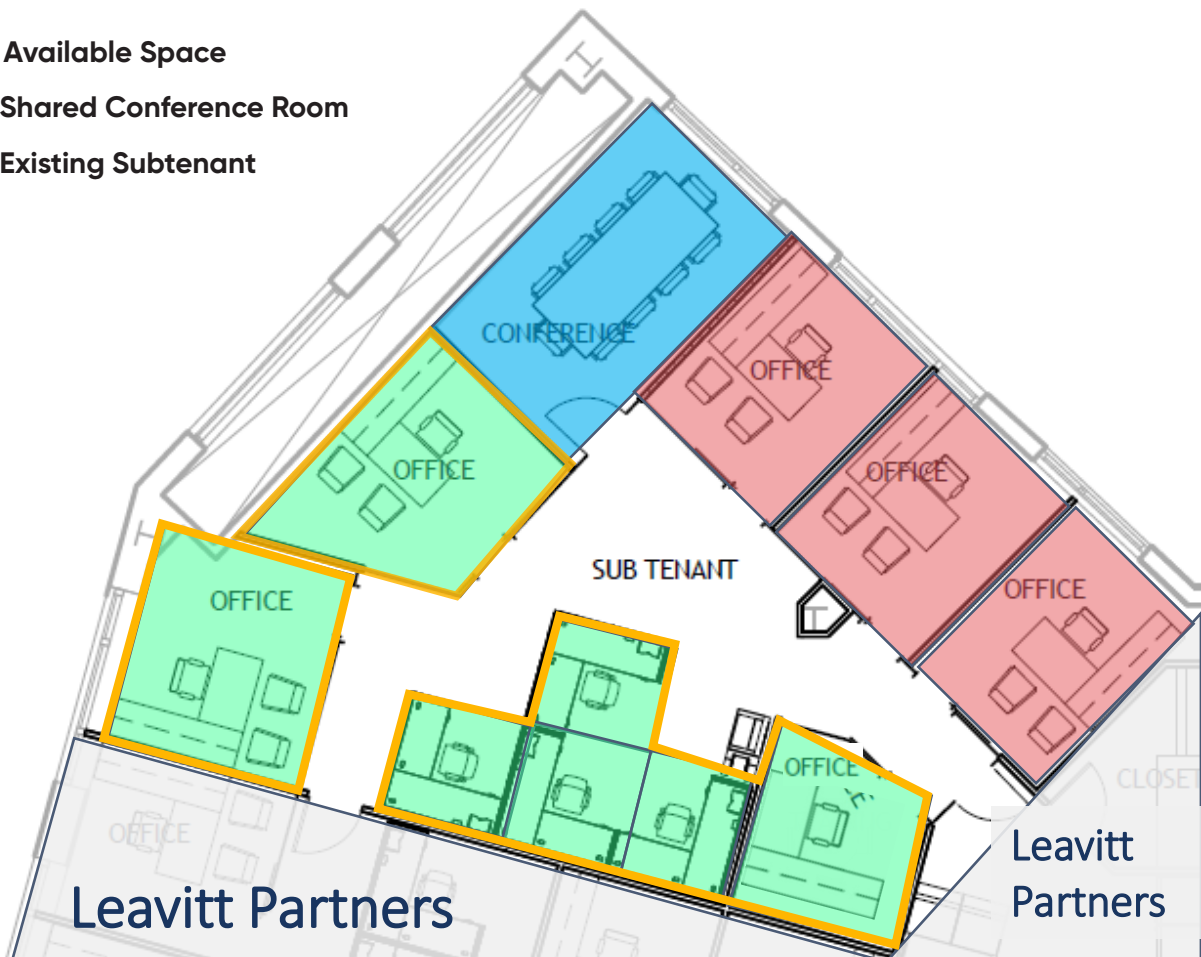 Available Space
Shared Conference Room
Existing Subtenant
CONFERENCE
OFFICE
OFFICE
OFFICE
SUB TENANT
OFFICE
OFFICE
OFFICE
CLOSET
OFFICE
Leavitt
Partners
Leavitt Partners